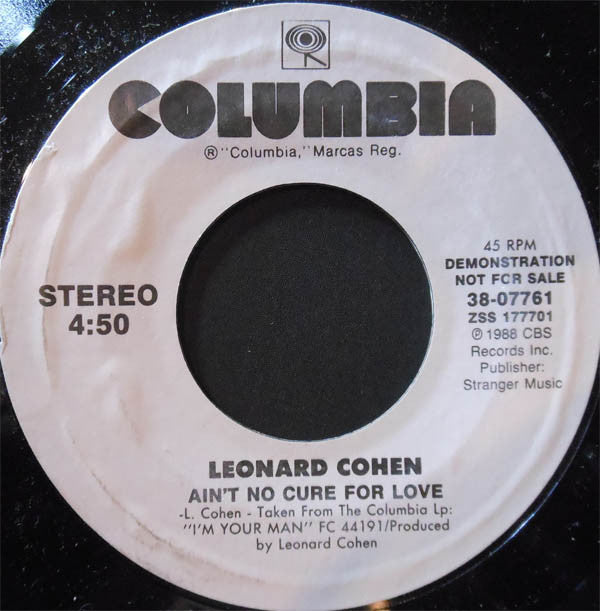 COLUMBIA
® "Columbia," Marcas Reg.
STEREO
4:50
45 RPM
DEMONSTRATION
NOT FOR SALE
38-07761
ZSS 177701
℗ 1988 CBS
Records Inc.
Publisher:
Stranger Music
LEONARD COHEN
AIN'T NO CURE FOR LOVE
-L. Cohen - Taken From The Columbia Lp:
"I'M YOUR MAN" FC 44191/Produced
by Leonard Cohen